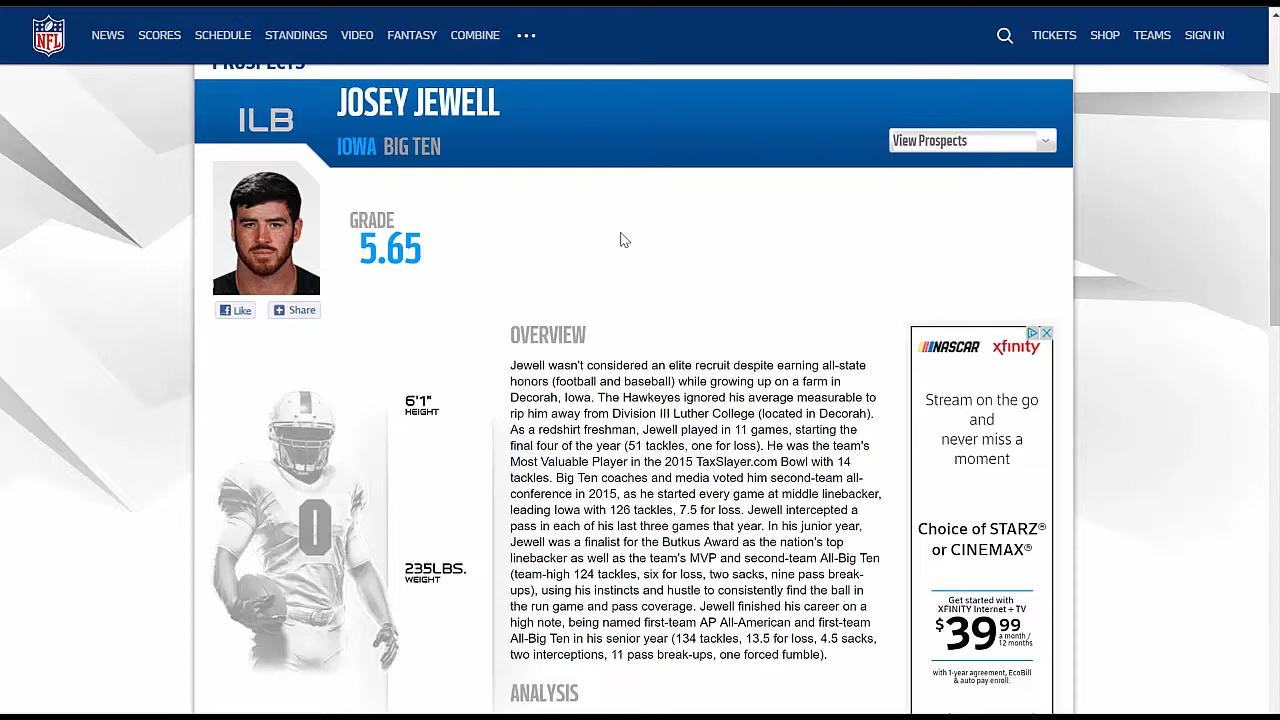 NFL
NEWS SCORES SCHEDULE STANDINGS VIDEO FANTASY COMBINE ••• TICKETS SHOP TEAMS SIGN IN
PROSPECTS
ILB
JOSEY JEWELL
IOWA BIG TEN
View Prospects
GRADE
5.65
Like
Share
OVERVIEW
Jewell wasn't considered an elite recruit despite earning all-state
honors (football and baseball) while growing up on a farm in
Decorah, Iowa. The Hawkeyes ignored his average measurable to
rip him away from Division III Luther College (located in Decorah).
As a redshirt freshman, Jewell played in 11 games, starting the
final four of the year (51 tackles, one for loss). He was the team's
Most Valuable Player in the 2015 TaxSlayer.com Bowl with 14
tackles. Big Ten coaches and media voted him second-team all-
conference in 2015, as he started every game at middle linebacker,
leading Iowa with 126 tackles, 7.5 for loss. Jewell intercepted a
pass in each of his last three games that year. In his junior year,
Jewell was a finalist for the Butkus Award as the nation's top
linebacker as well as the team's MVP and second-team All-Big Ten
(team-high 124 tackles, six for loss, two sacks, nine pass break-
ups), using his instincts and hustle to consistently find the ball in
the run game and pass coverage. Jewell finished his career on a
high note, being named first-team AP All-American and first-team
All-Big Ten in his senior year (134 tackles, 13.5 for loss, 4.5 sacks,
two interceptions, 11 pass break-ups, one forced fumble).
ANALYSIS
6'1"
HEIGHT
0
235LBS.
WEIGHT
NASCAR xfinity
Stream on the go
and
never miss a
moment
Choice of STARZ®
or CINEMAX®
Get started with
XFINITY Internet + TV
$39.99
a month /
12 months
with 1-year agreement, EcoBill
& auto pay enroll.